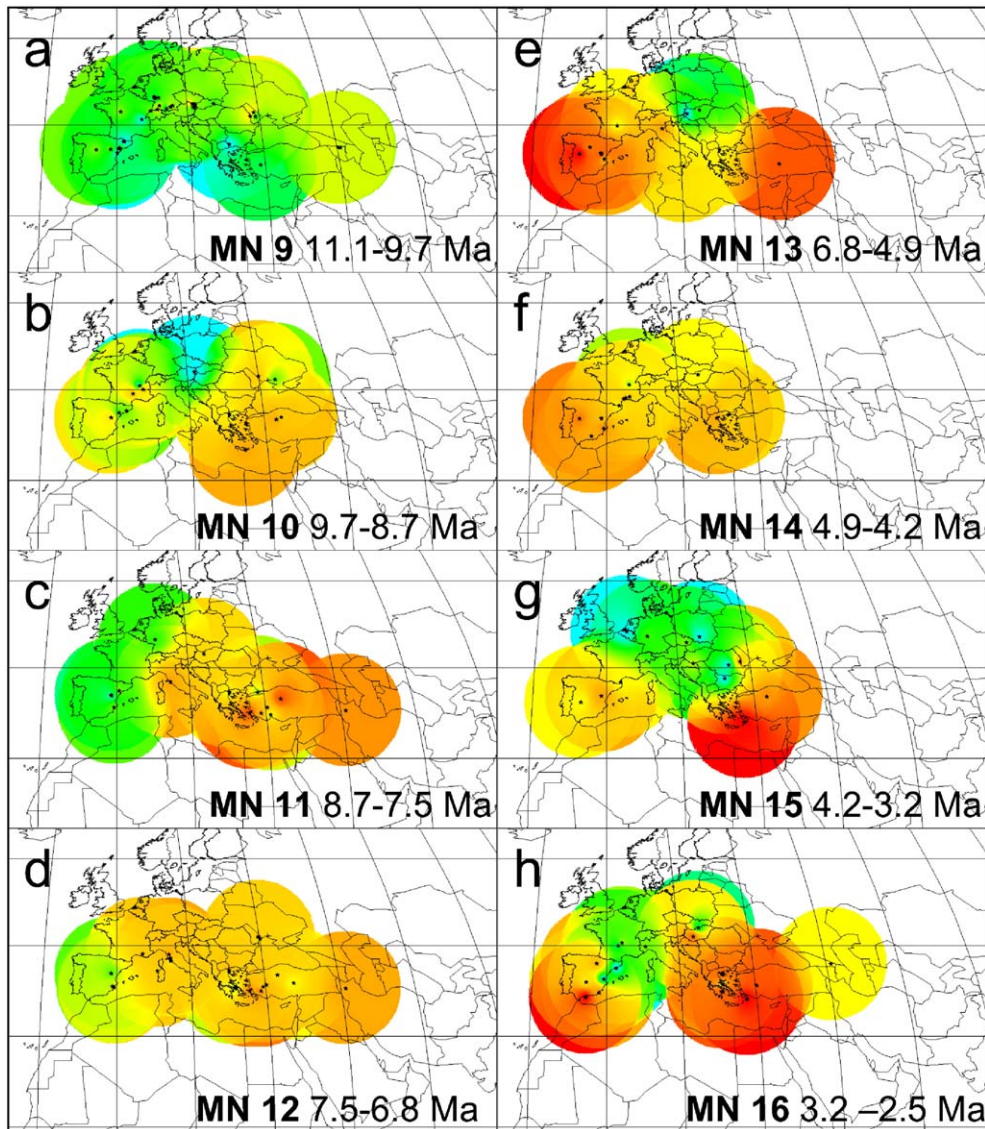 a
MN 9 11.1-9.7 Ma
b
MN 10 9.7-8.7 Ma
c
MN 11 8.7-7.5 Ma
d
MN 12 7.5-6.8 Ma
e
MN 13 6.8-4.9 Ma
f
MN 14 4.9-4.2 Ma
g
MN 15 4.2-3.2 Ma
h
MN 16 3.2 –2.5 Ma